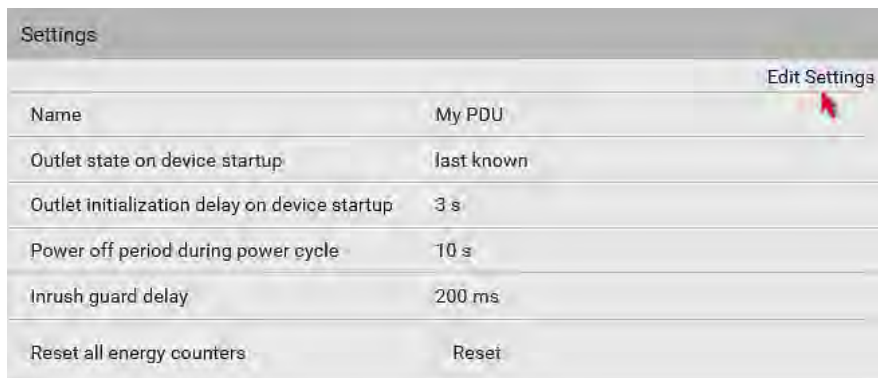 Settings
Edit Settings
Name My PDU
Outlet state on device startup last known
Outlet initialization delay on device startup 3 s
Power off period during power cycle 10 s
Inrush guard delay 200 ms
Reset all energy counters Reset